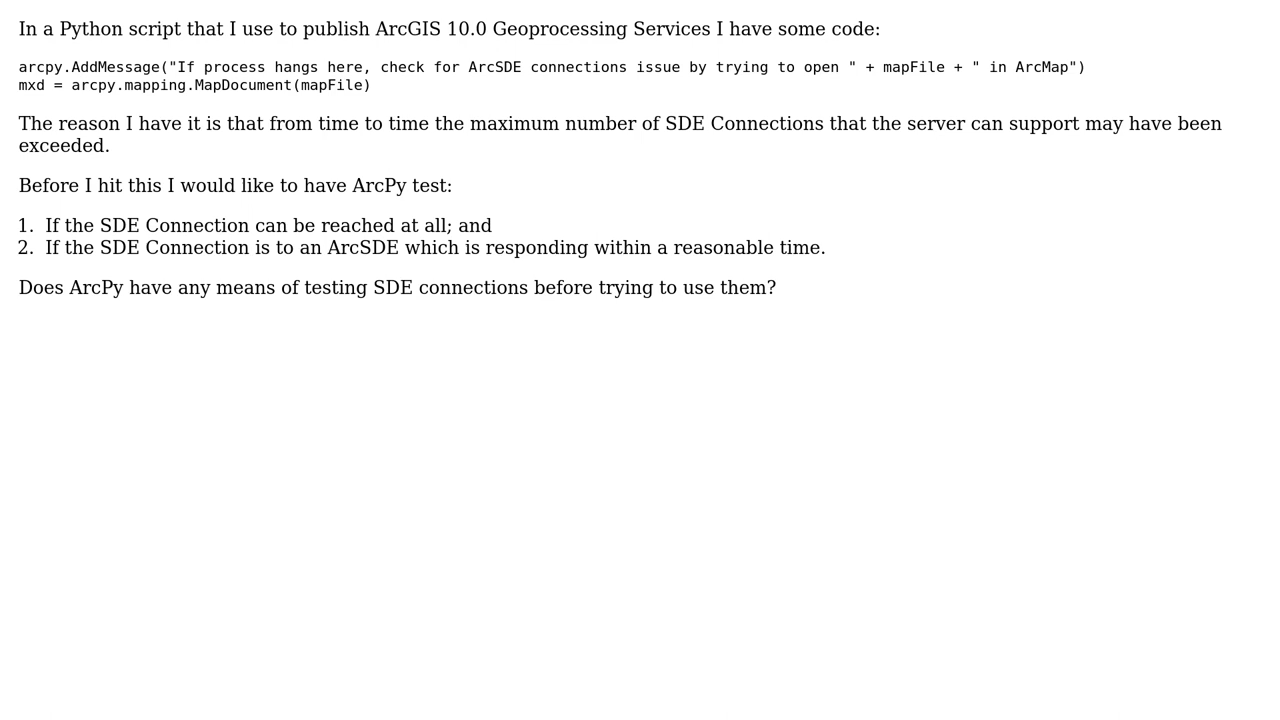 In a Python script that I use to publish ArcGIS 10.0 Geoprocessing Services I have some code:
arcpy.AddMessage("If process hangs here, check for ArcSDE connections issue by trying to open " + mapFile + " in ArcMap")
mxd = arcpy.mapping.MapDocument(mapFile)
The reason I have it is that from time to time the maximum number of SDE Connections that the server can support may have been
exceeded.
Before I hit this I would like to have ArcPy test:
1. If the SDE Connection can be reached at all; and
2. If the SDE Connection is to an ArcSDE which is responding within a reasonable time.
Does ArcPy have any means of testing SDE connections before trying to use them?